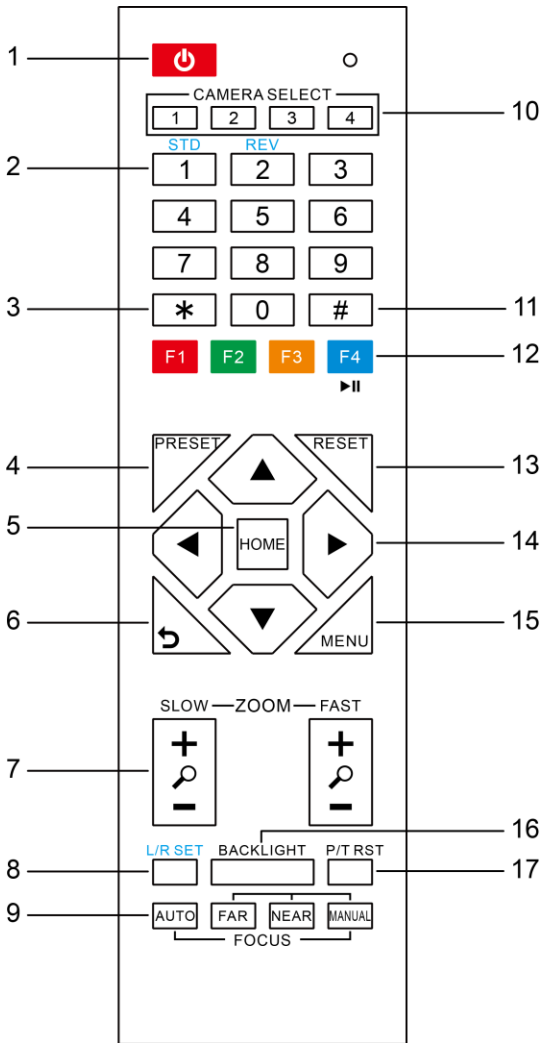 1
CAMERA SELECT
1 2 3 4
10
STD REV
2
1 2 3
4 5 6
7 8 9
3
* 0 #
11
F1 F2 F3 F4
12
PRESET RESET
4
13
5
HOME
14
6
MENU
15
SLOW ZOOM FAST
+ +
7
- -
16
L/R SET BACKLIGHT P/T RST
8
17
9
AUTO FAR NEAR MANUAL
FOCUS